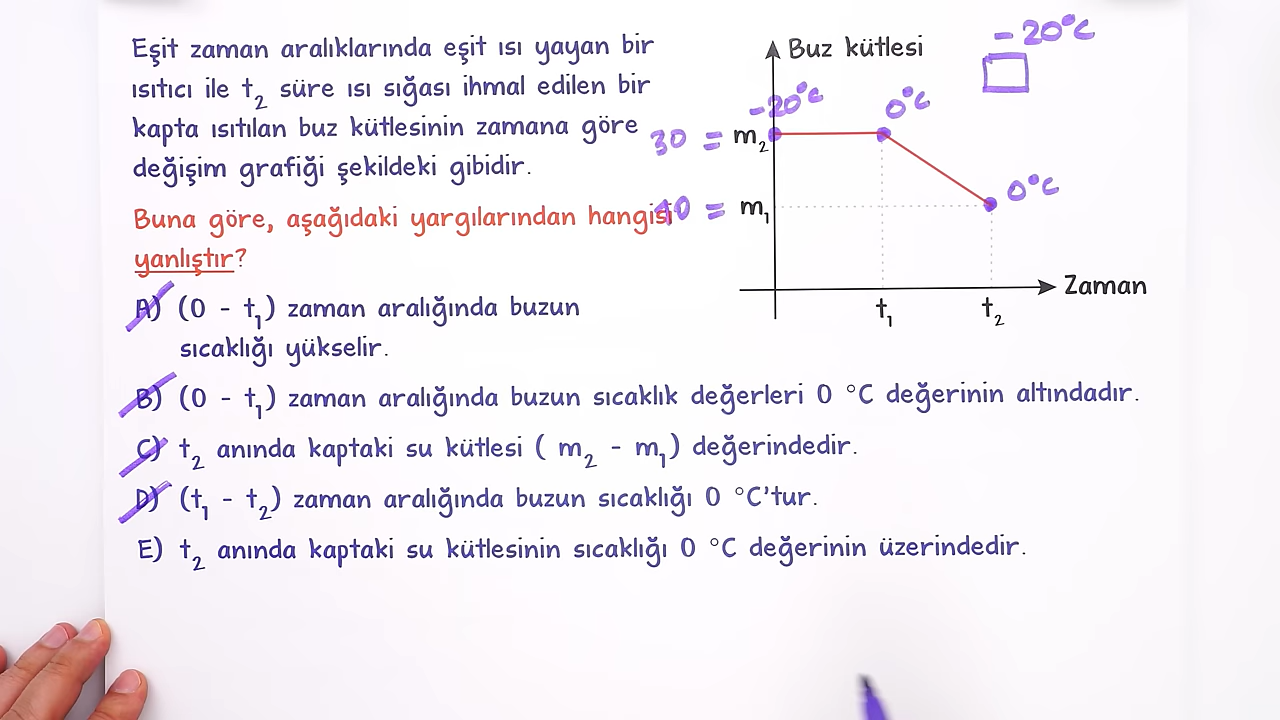 Eşit zaman aralıklarında eşit ısı yayan bir
ısıtıcı ile t₂ süre ısı sığası ihmal edilen bir
kapta ısıtılan buz kütlesinin zamana göre
değişim grafiği şekildeki gibidir.
Buna göre, aşağıdaki yargılarından hangisi
yanlıştır?
Buz kütlesi
-20°C
-20°C
0°C
30 = m₂
0°C
= m₁
t₁
t₂
Zaman
A) (0 - t₁) zaman aralığında buzun
sıcaklığı yükselir.
B) (0 - t₁) zaman aralığında buzun sıcaklık değerleri 0 °C değerinin altındadır.
C) t₂ anında kaptaki su kütlesi ( m₂ - m₁) değerindedir.
D) (t₁ - t₂) zaman aralığında buzun sıcaklığı 0 °C'tur.
E) t₂ anında kaptaki su kütlesinin sıcaklığı 0 °C değerinin üzerindedir.